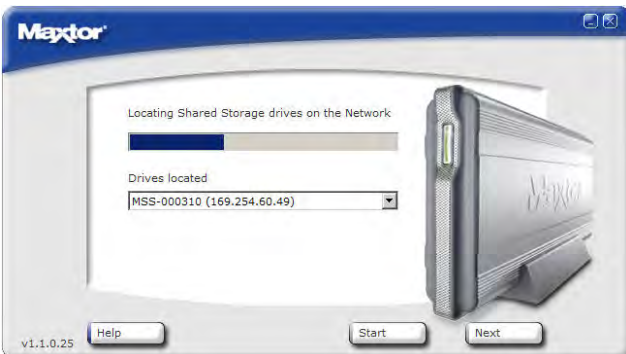 Maxtor
Locating Shared Storage drives on the Network
Drives located
MSS-000310 (169.254.60.49)
Maxtor
v1.1.0.25
Help
Start
Next